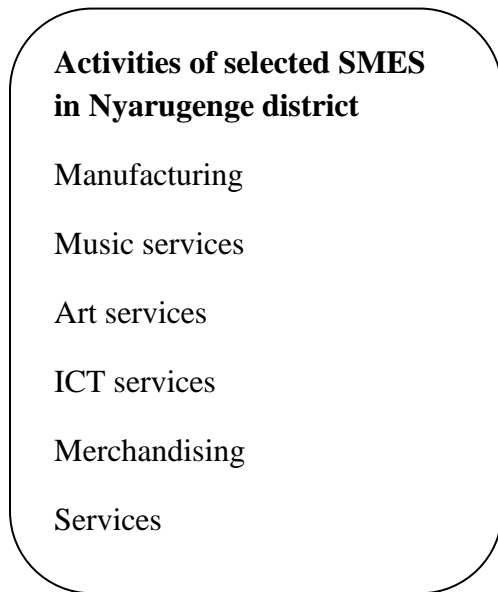 Activities of selected SMES
in Nyarugenge district
Manufacturing
Music services
Art services
ICT services
Merchandising
Services